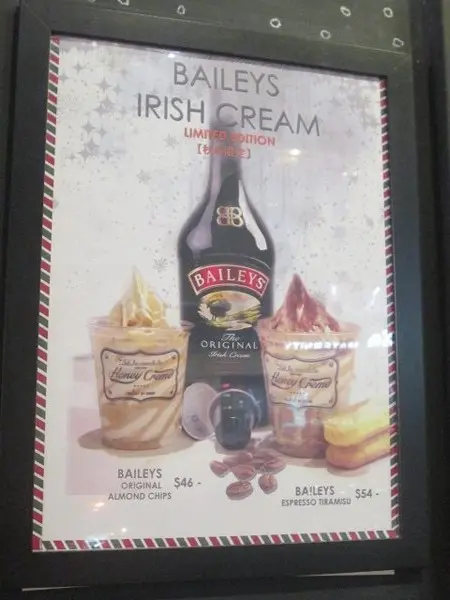 BAILEYS
IRISH CREAM
LIMITED EDITION
BAILEYS
The
ORIGINAL
Irish Cream
Honey Creme
Honey Creme
BAILEYS
ORIGINAL
ALMOND CHIPS
$46 -
BAILEYS
ESPRESSO TIRAMISU
$54 -